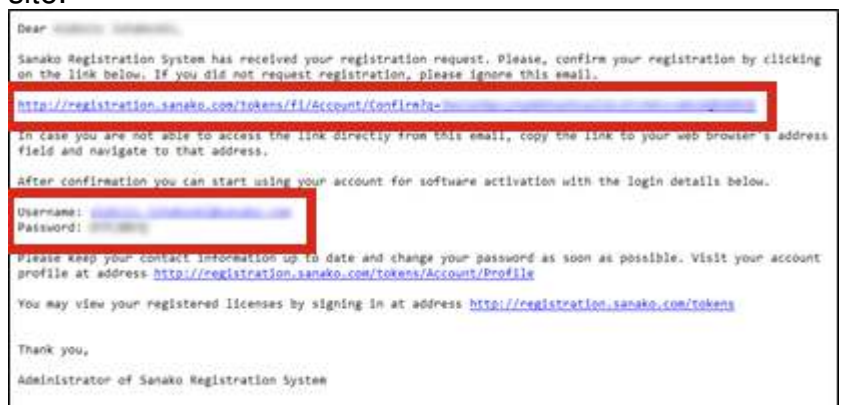 site.
Dear
Sanako Registration System has received your registration request. Please, confirm your registration by clicking
on the link below. If you did not request registration, please ignore this email.
http://registration.sanako.com/tokens/fi/Account/Confirm?q=
In case you are not able to access the link directly from this email, copy the link to your web browser's address
field and navigate to that address.
After confirmation you can start using your account for software activation with the login details below.
Username:
Password:
Please keep your contact information up to date and change your password as soon as possible. Visit your account
profile at address http://registration.sanako.com/tokens/Account/Profile
You may view your registered licenses by signing in at address http://registration.sanako.com/tokens
Thank you,
Administrator of Sanako Registration System